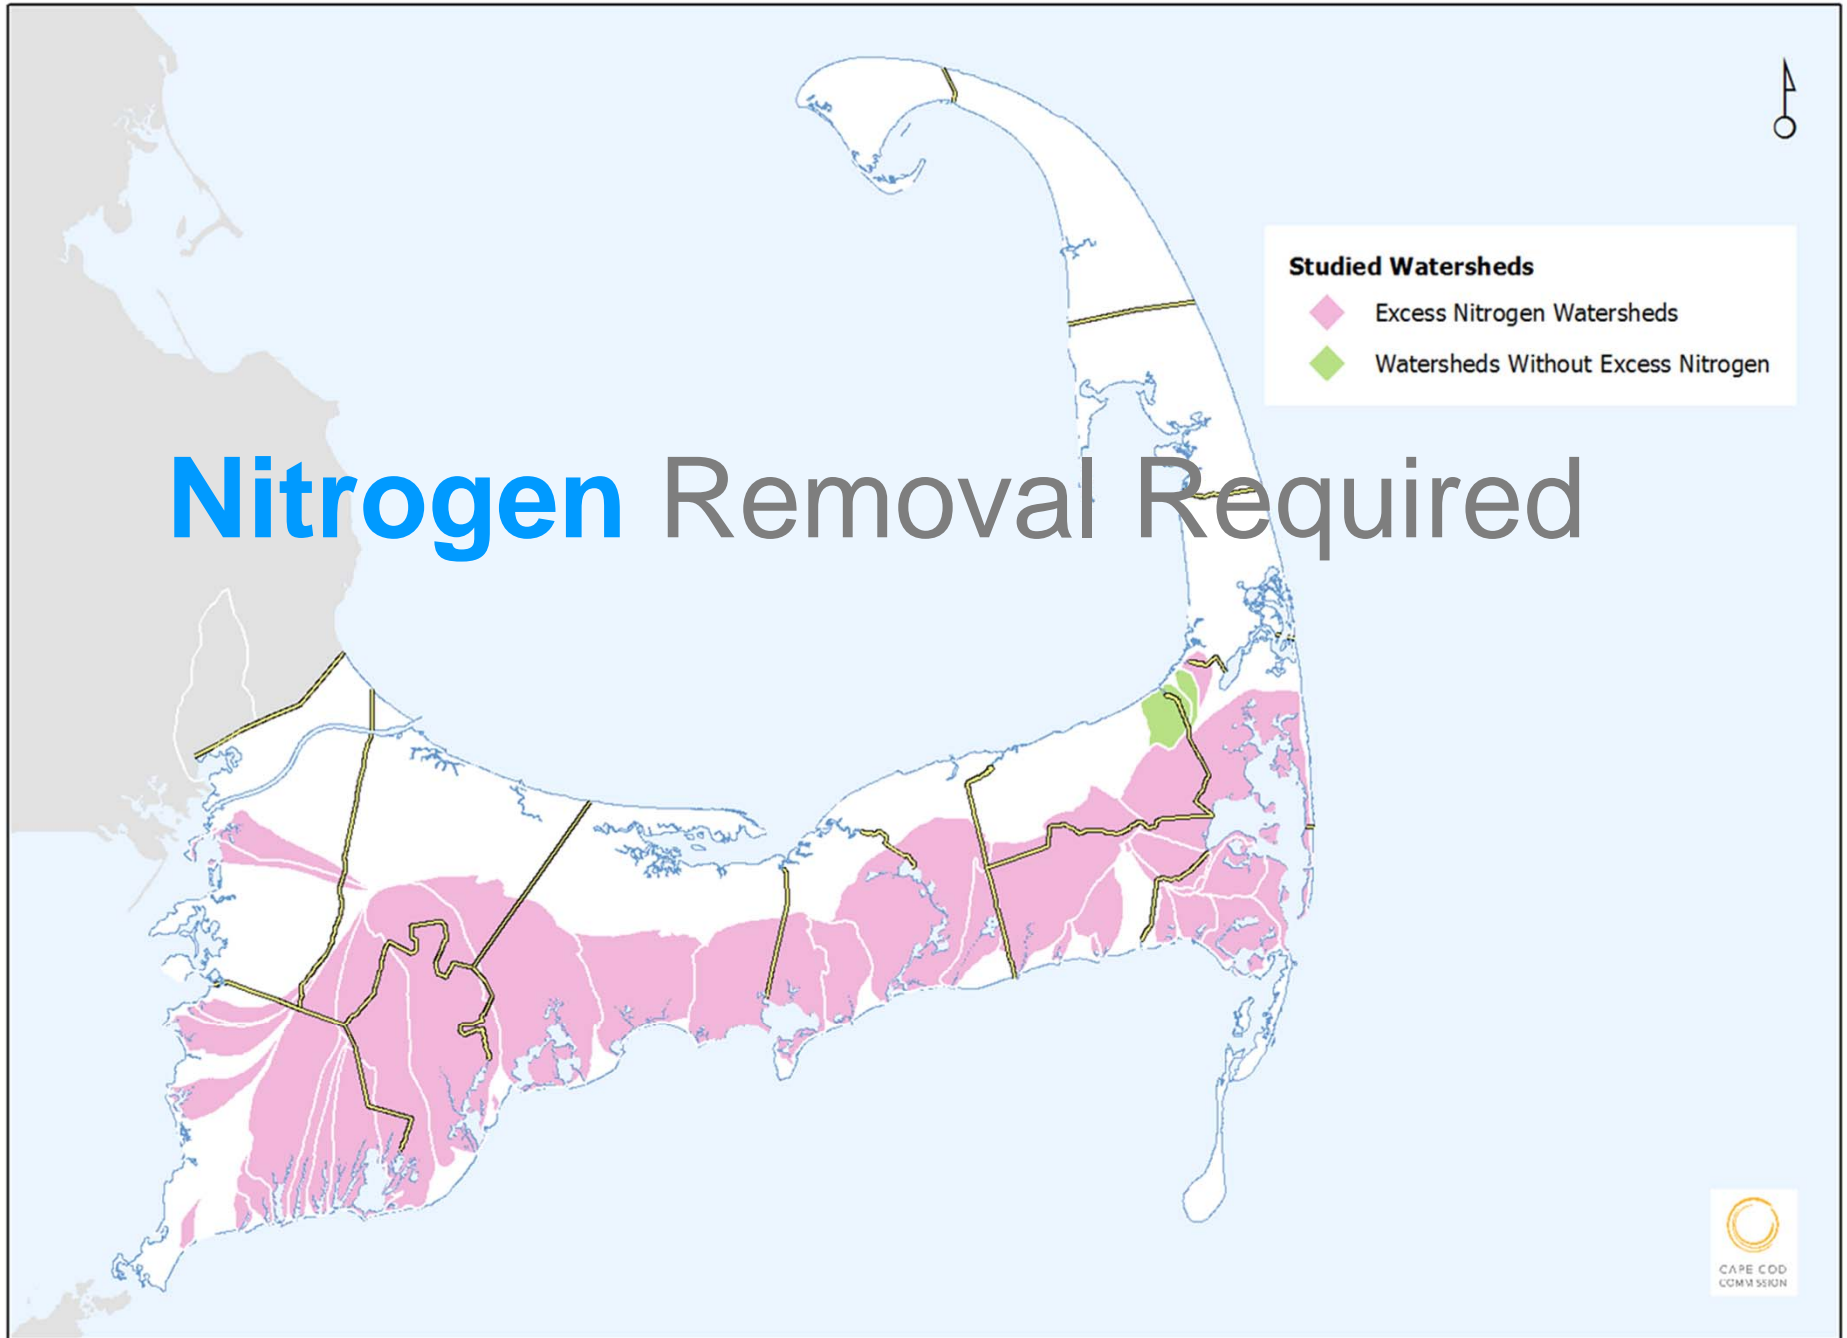 Studied Watersheds
Excess Nitrogen Watersheds
Watersheds Without Excess Nitrogen
Nitrogen Removal Required
CAPE COD
COMMISSION